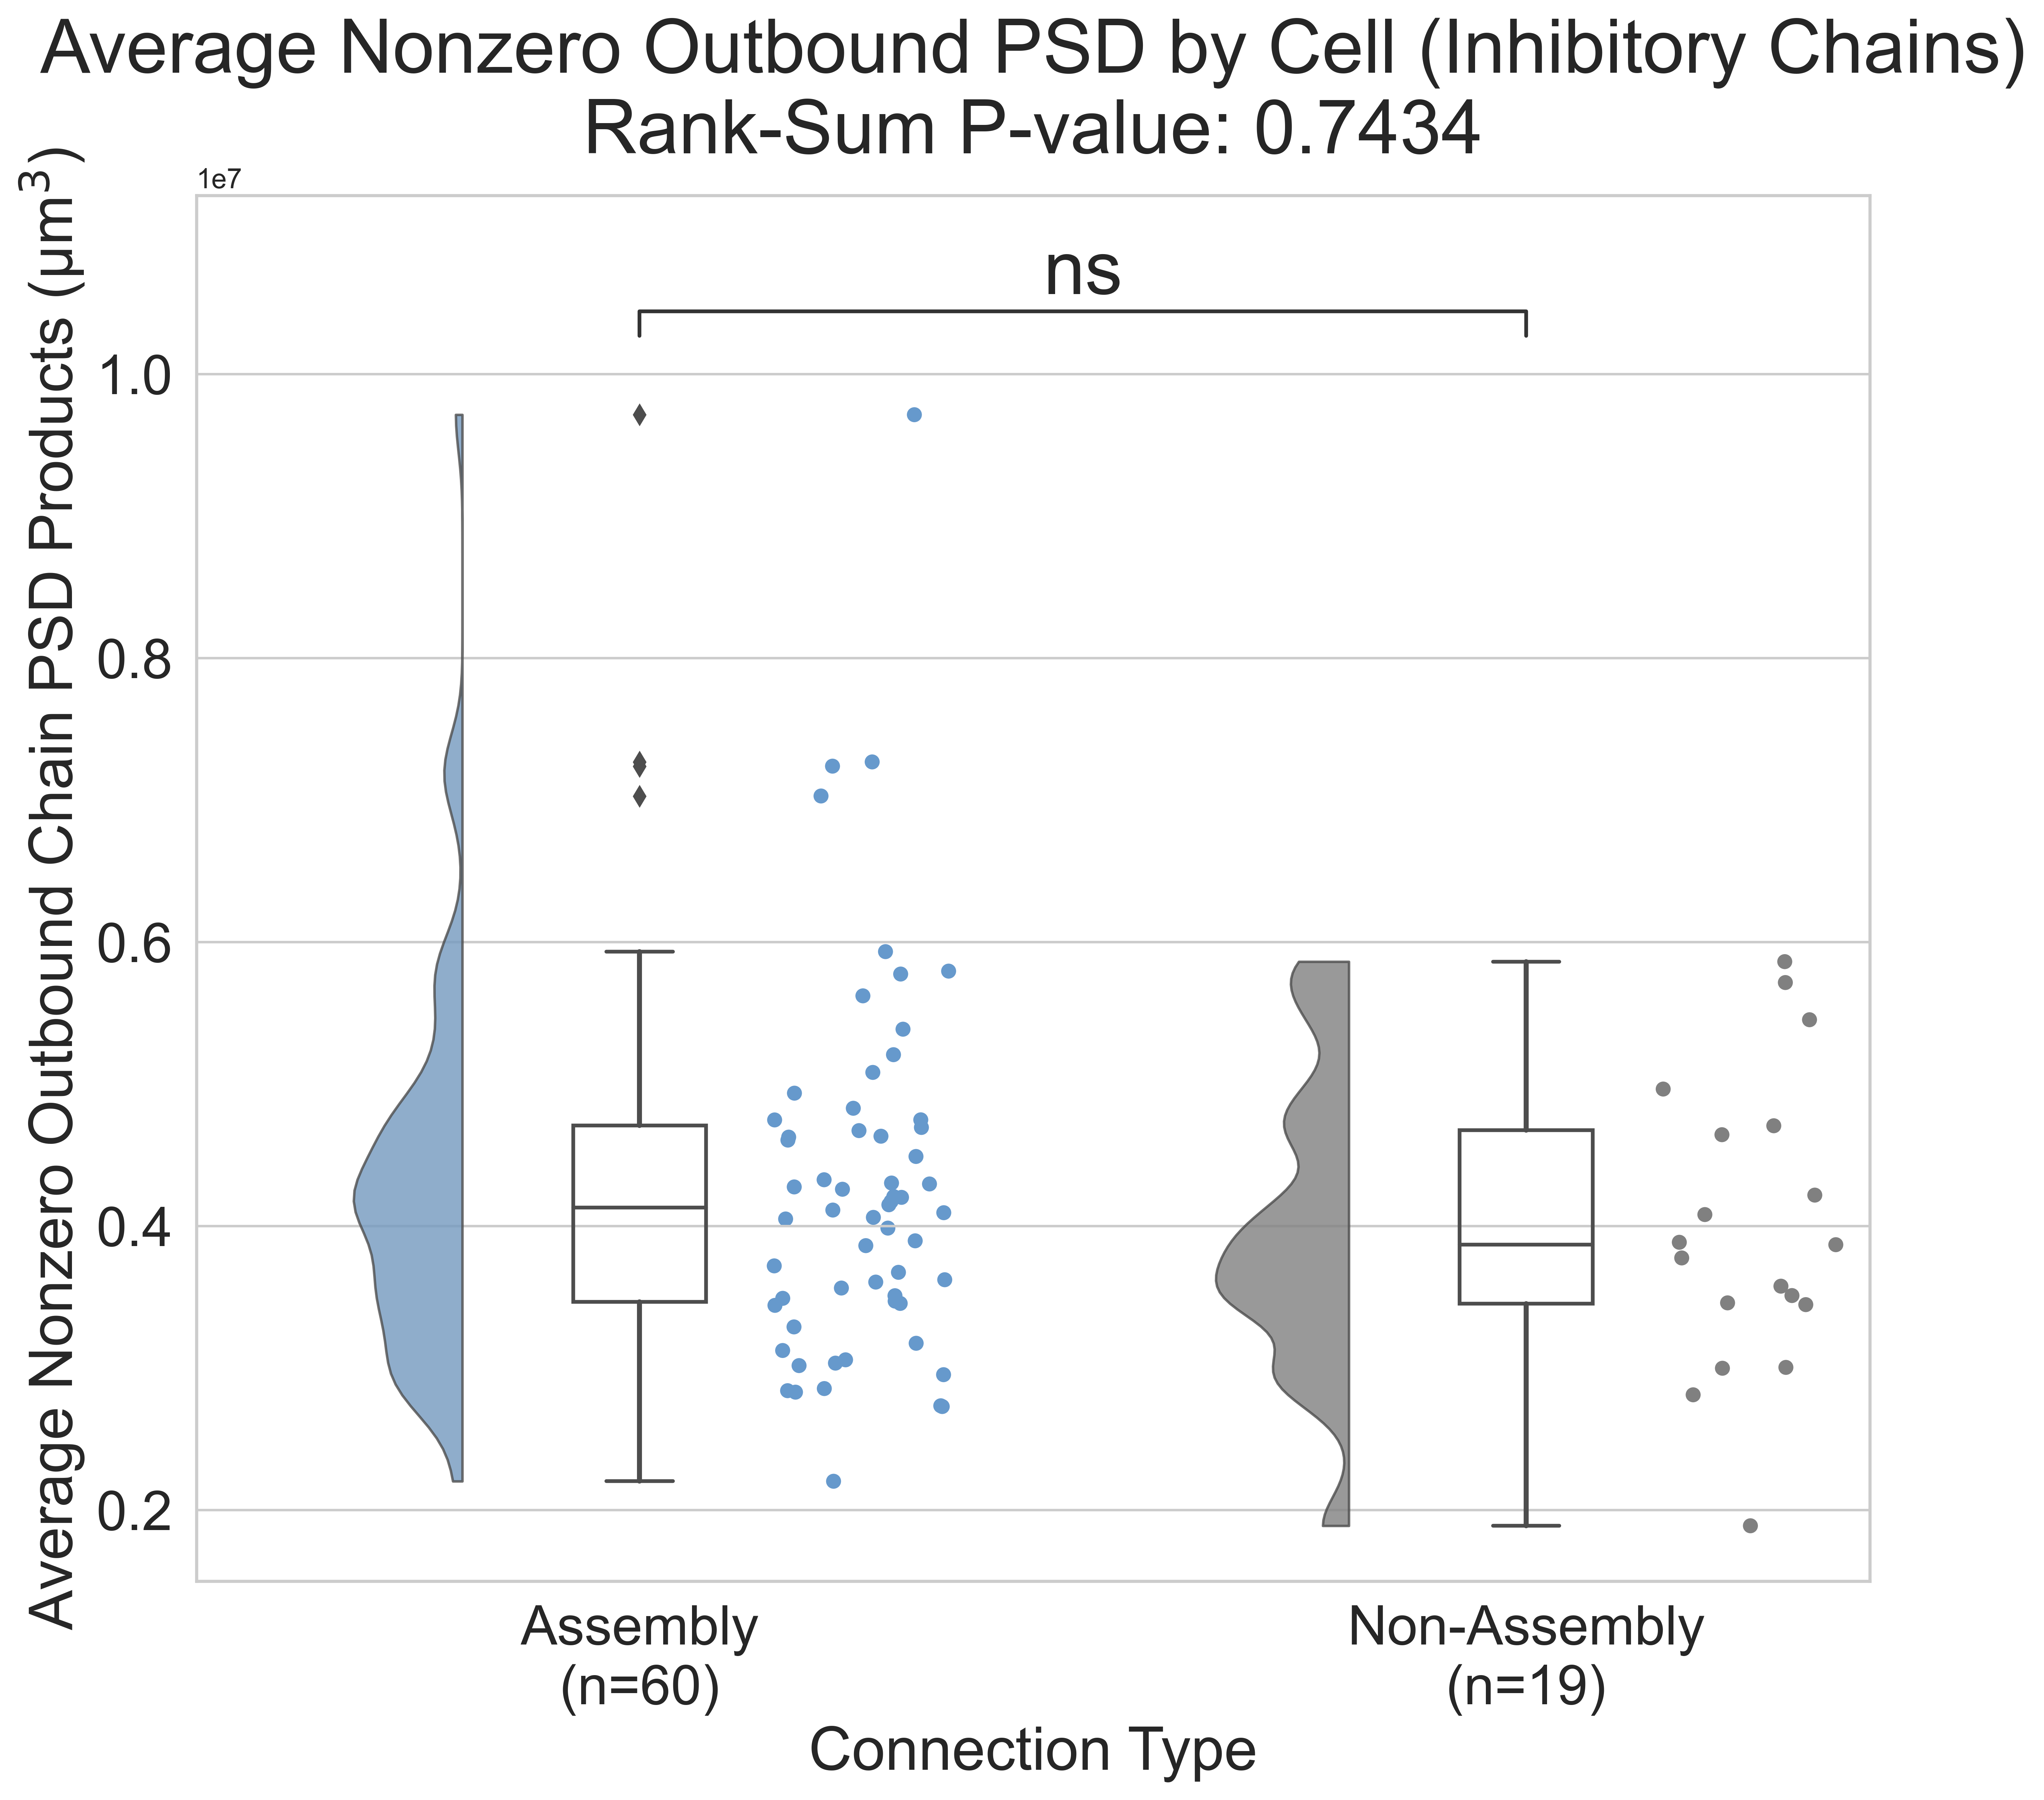 Average Nonzero Outbound PSD by Cell (Inhibitory Chains)
Rank-Sum P-value: 0.7434
1e7
Average Nonzero Outbound Chain PSD Products (µm³)
ns
1.0
0.8
0.6
0.4
0.2
Assembly
(n=60)
Non-Assembly
(n=19)
Connection Type